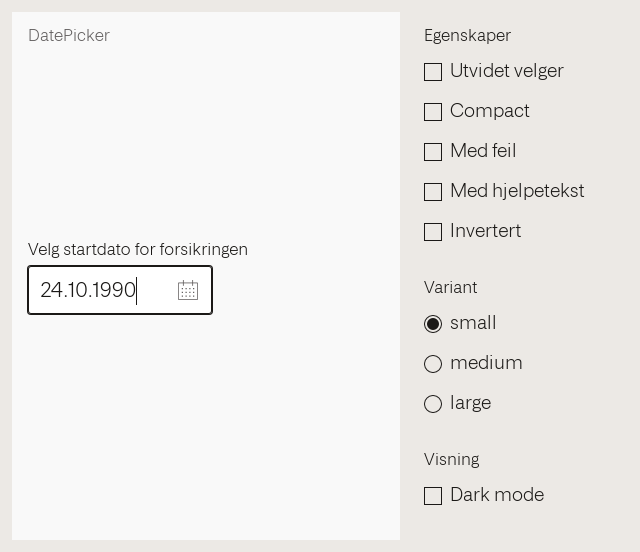 DatePicker
Velg startdato for forsikringen
24.10.1990
Egenskaper
Utvidet velger
Compact
Med feil
Med hjelpetekst
Invertert
Variant
small
medium
large
Visning
Dark mode